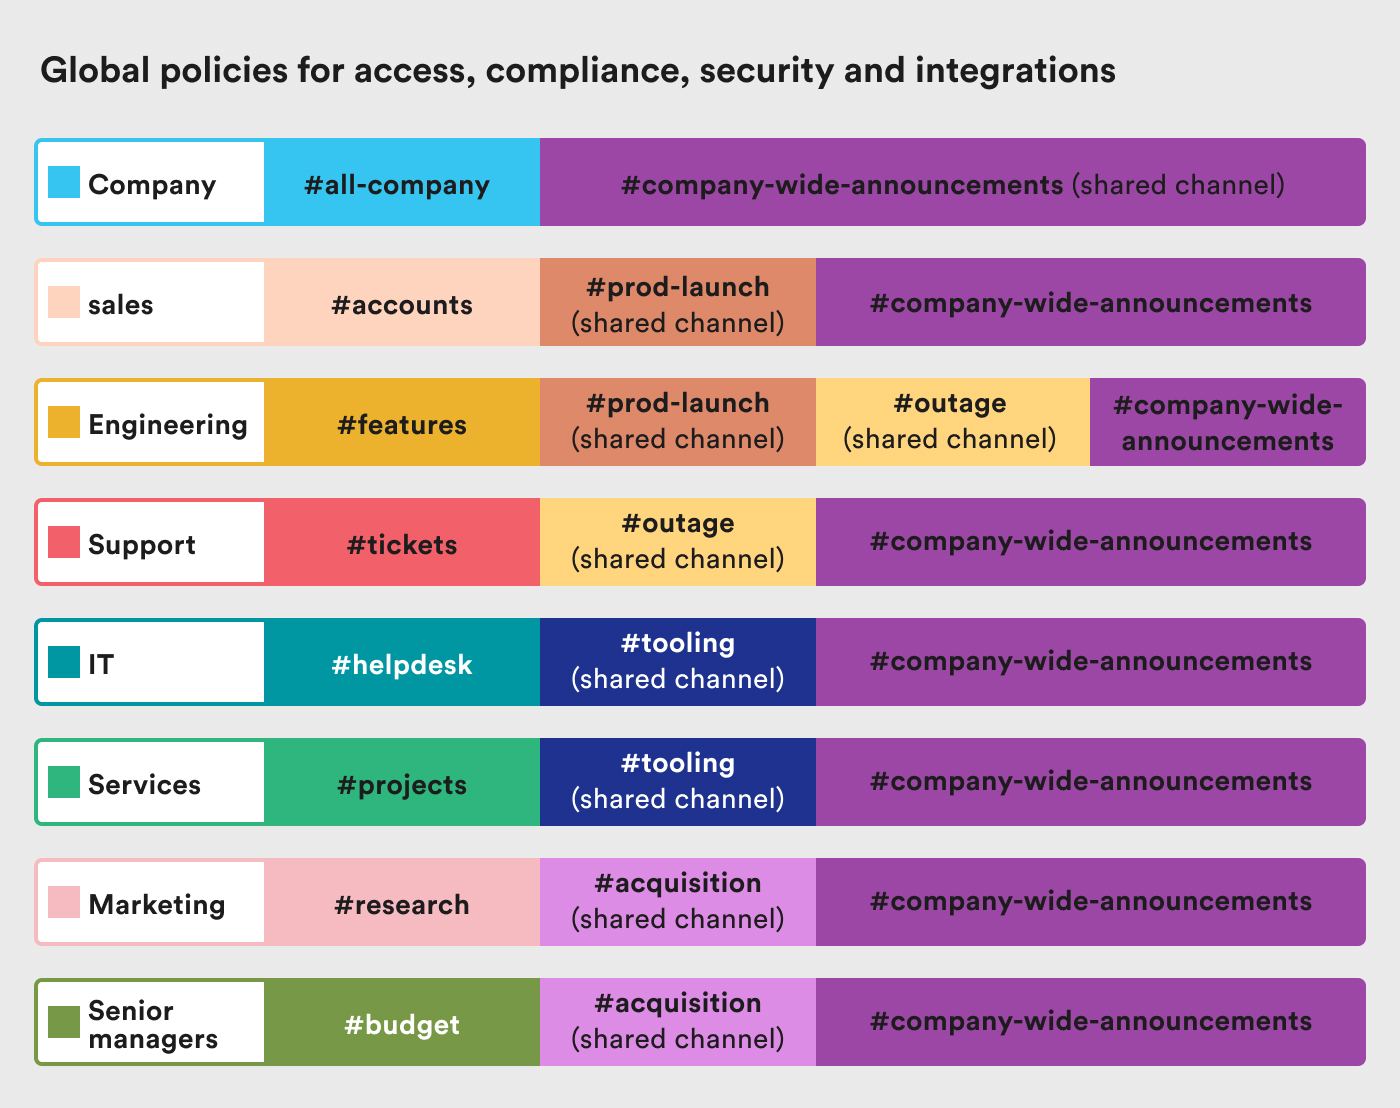 Global policies for access, compliance, security and integrations
Company
#all-company
#company-wide-announcements (shared channel)
sales
#accounts
#prod-launch
(shared channel)
#company-wide-announcements
Engineering
#features
#prod-launch
(shared channel)
#outage
(shared channel)
#company-wide-
announcements
Support
#tickets
#outage
(shared channel)
#company-wide-announcements
IT
#helpdesk
#tooling
(shared channel)
#company-wide-announcements
Services
#projects
#tooling
(shared channel)
#company-wide-announcements
Marketing
#research
#acquisition
(shared channel)
#company-wide-announcements
Senior
managers
#budget
#acquisition
(shared channel)
#company-wide-announcements